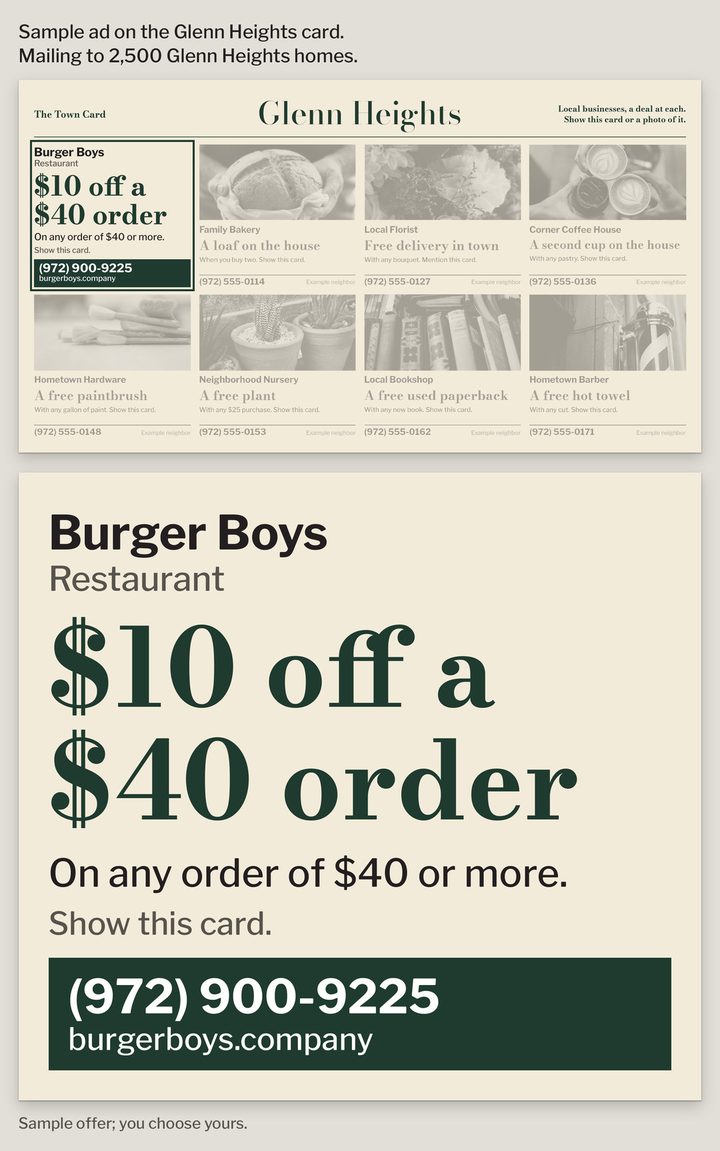 Sample ad on the Glenn Heights card.
Mailing to 2,500 Glenn Heights homes.
The Town Card
Glenn Heights
Local businesses, a deal at each.
Show this card or a photo of it.
Burger Boys
Restaurant
$10 off a
$40 order
On any order of $40 or more.
Show this card.
(972) 900-9225
burgerboys.company
Family Bakery
A loaf on the house
When you buy two. Show this card.
(972) 555-0114
Example neighbor
Local Florist
Free delivery in town
With any bouquet. Mention this card.
(972) 555-0127
Example neighbor
Corner Coffee House
A second cup on the house
With any pastry. Show this card.
(972) 555-0136
Example neighbor
Hometown Hardware
A free paintbrush
With any gallon of paint. Show this card.
(972) 555-0148
Example neighbor
Neighborhood Nursery
A free plant
With any $25 purchase. Show this card.
(972) 555-0153
Example neighbor
Local Bookshop
A free used paperback
With any new book. Show this card.
(972) 555-0162
Example neighbor
Hometown Barber
A free hot towel
With any cut. Show this card.
(972) 555-0171
Example neighbor
Burger Boys
Restaurant
$10 off a
$40 order
On any order of $40 or more.
Show this card.
(972) 900-9225
burgerboys.company
Sample offer; you choose yours.